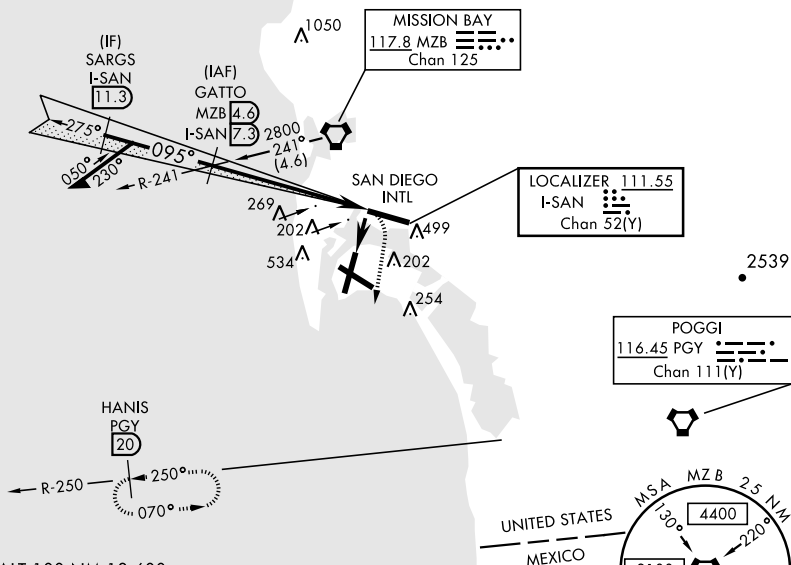 1050
MISSION BAY
117.8 MZB
Chan 125
(IF)
SARGS
I-SAN
11.3
(IAF)
GATTO
MZB 4.6
I-SAN 7.3
2800
241°
(4.6)
275°
095°
050°
230°
R-241
SAN DIEGO
INTL
LOCALIZER 111.55
I-SAN
Chan 52(Y)
269
202
534
499
202
254
2539
POGGI
116.45 PGY
Chan 111(Y)
HANIS
PGY
20
R-250
250°
070°
MSA MZB 25 NM
4400
130°
220°
UNITED STATES
MEXICO